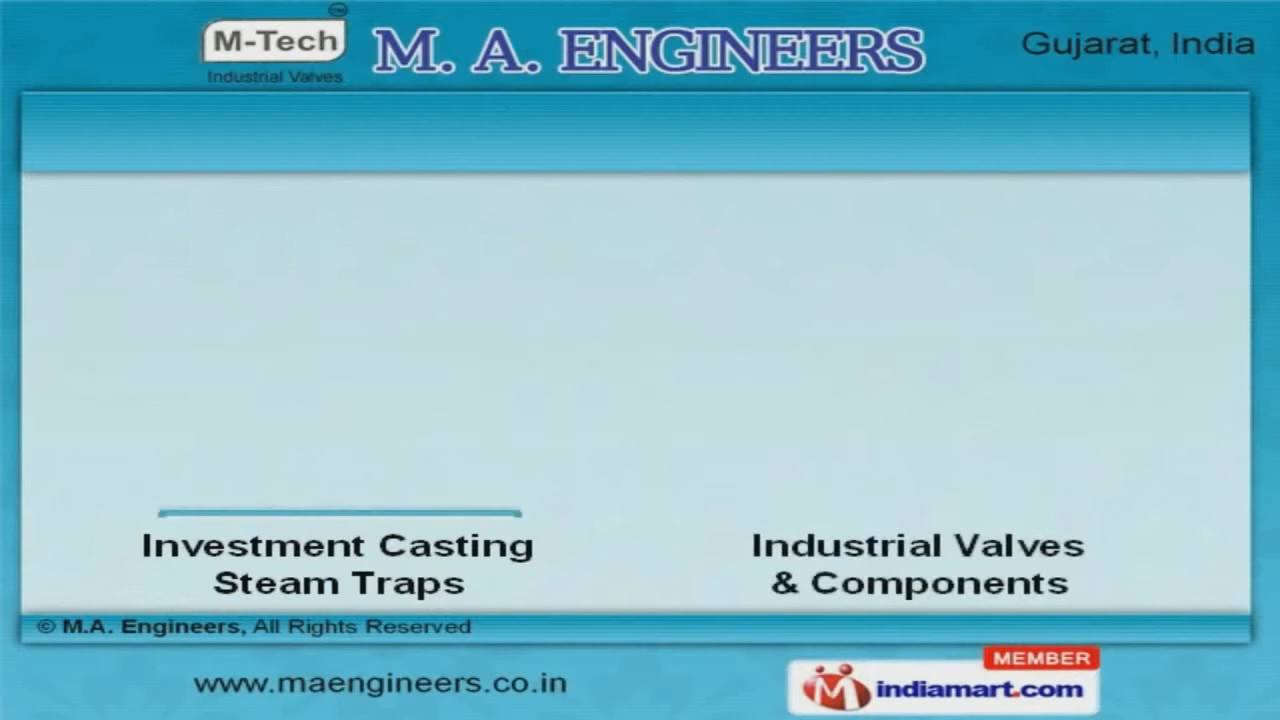 M-Tech
TM
Industrial Valves
M. A. ENGINEERS
Gujarat, India
Investment Casting
Steam Traps
Industrial Valves
& Components
© M.A. Engineers, All Rights Reserved
www.maengineers.co.in
MEMBER
indiamart.com